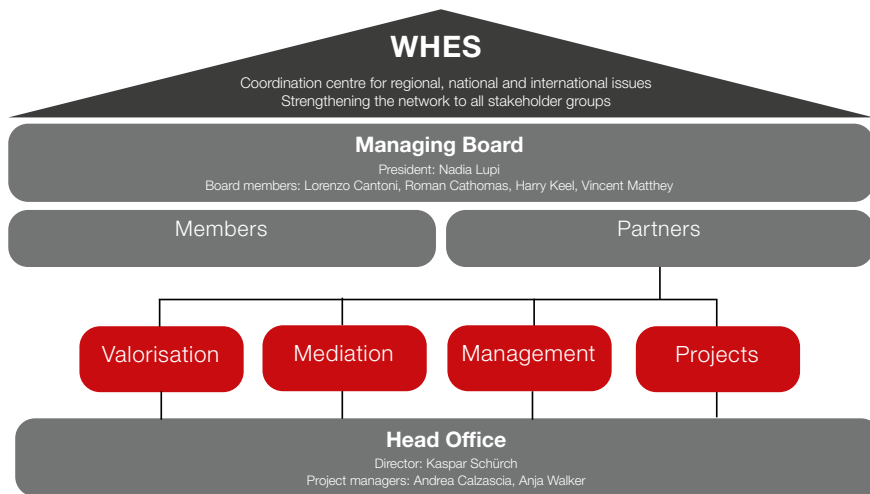 WHES
Coordination centre for regional, national and international issues
Strengthening the network to all stakeholder groups
Managing Board
President: Nadia Lupi
Board members: Lorenzo Cantoni, Roman Cathomas, Harry Keel, Vincent Matthey
Members
Partners
Valorisation
Mediation
Management
Projects
Head Office
Director: Kaspar Schürch
Project managers: Andrea Calzascia, Anja Walker